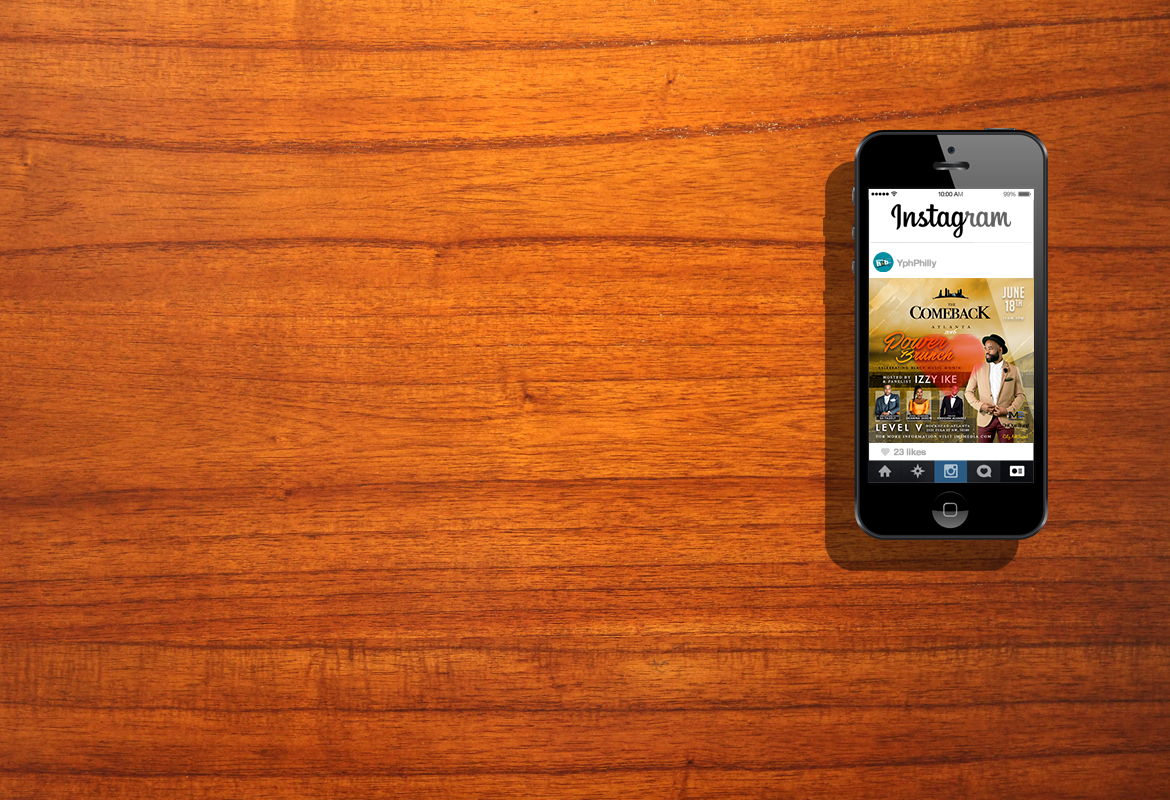 10:00 AM
99%
Instagram
YphPhilly
THE
COMEBACK
ATLANTA
JUNE
18TH
Power
Brunch
CELEBRATING BLACK MUSIC MONTH
HOSTED BY
& PANELIST
IZZY IKE
LEVEL V
FOR MORE INFORMATION VISIT
23 likes